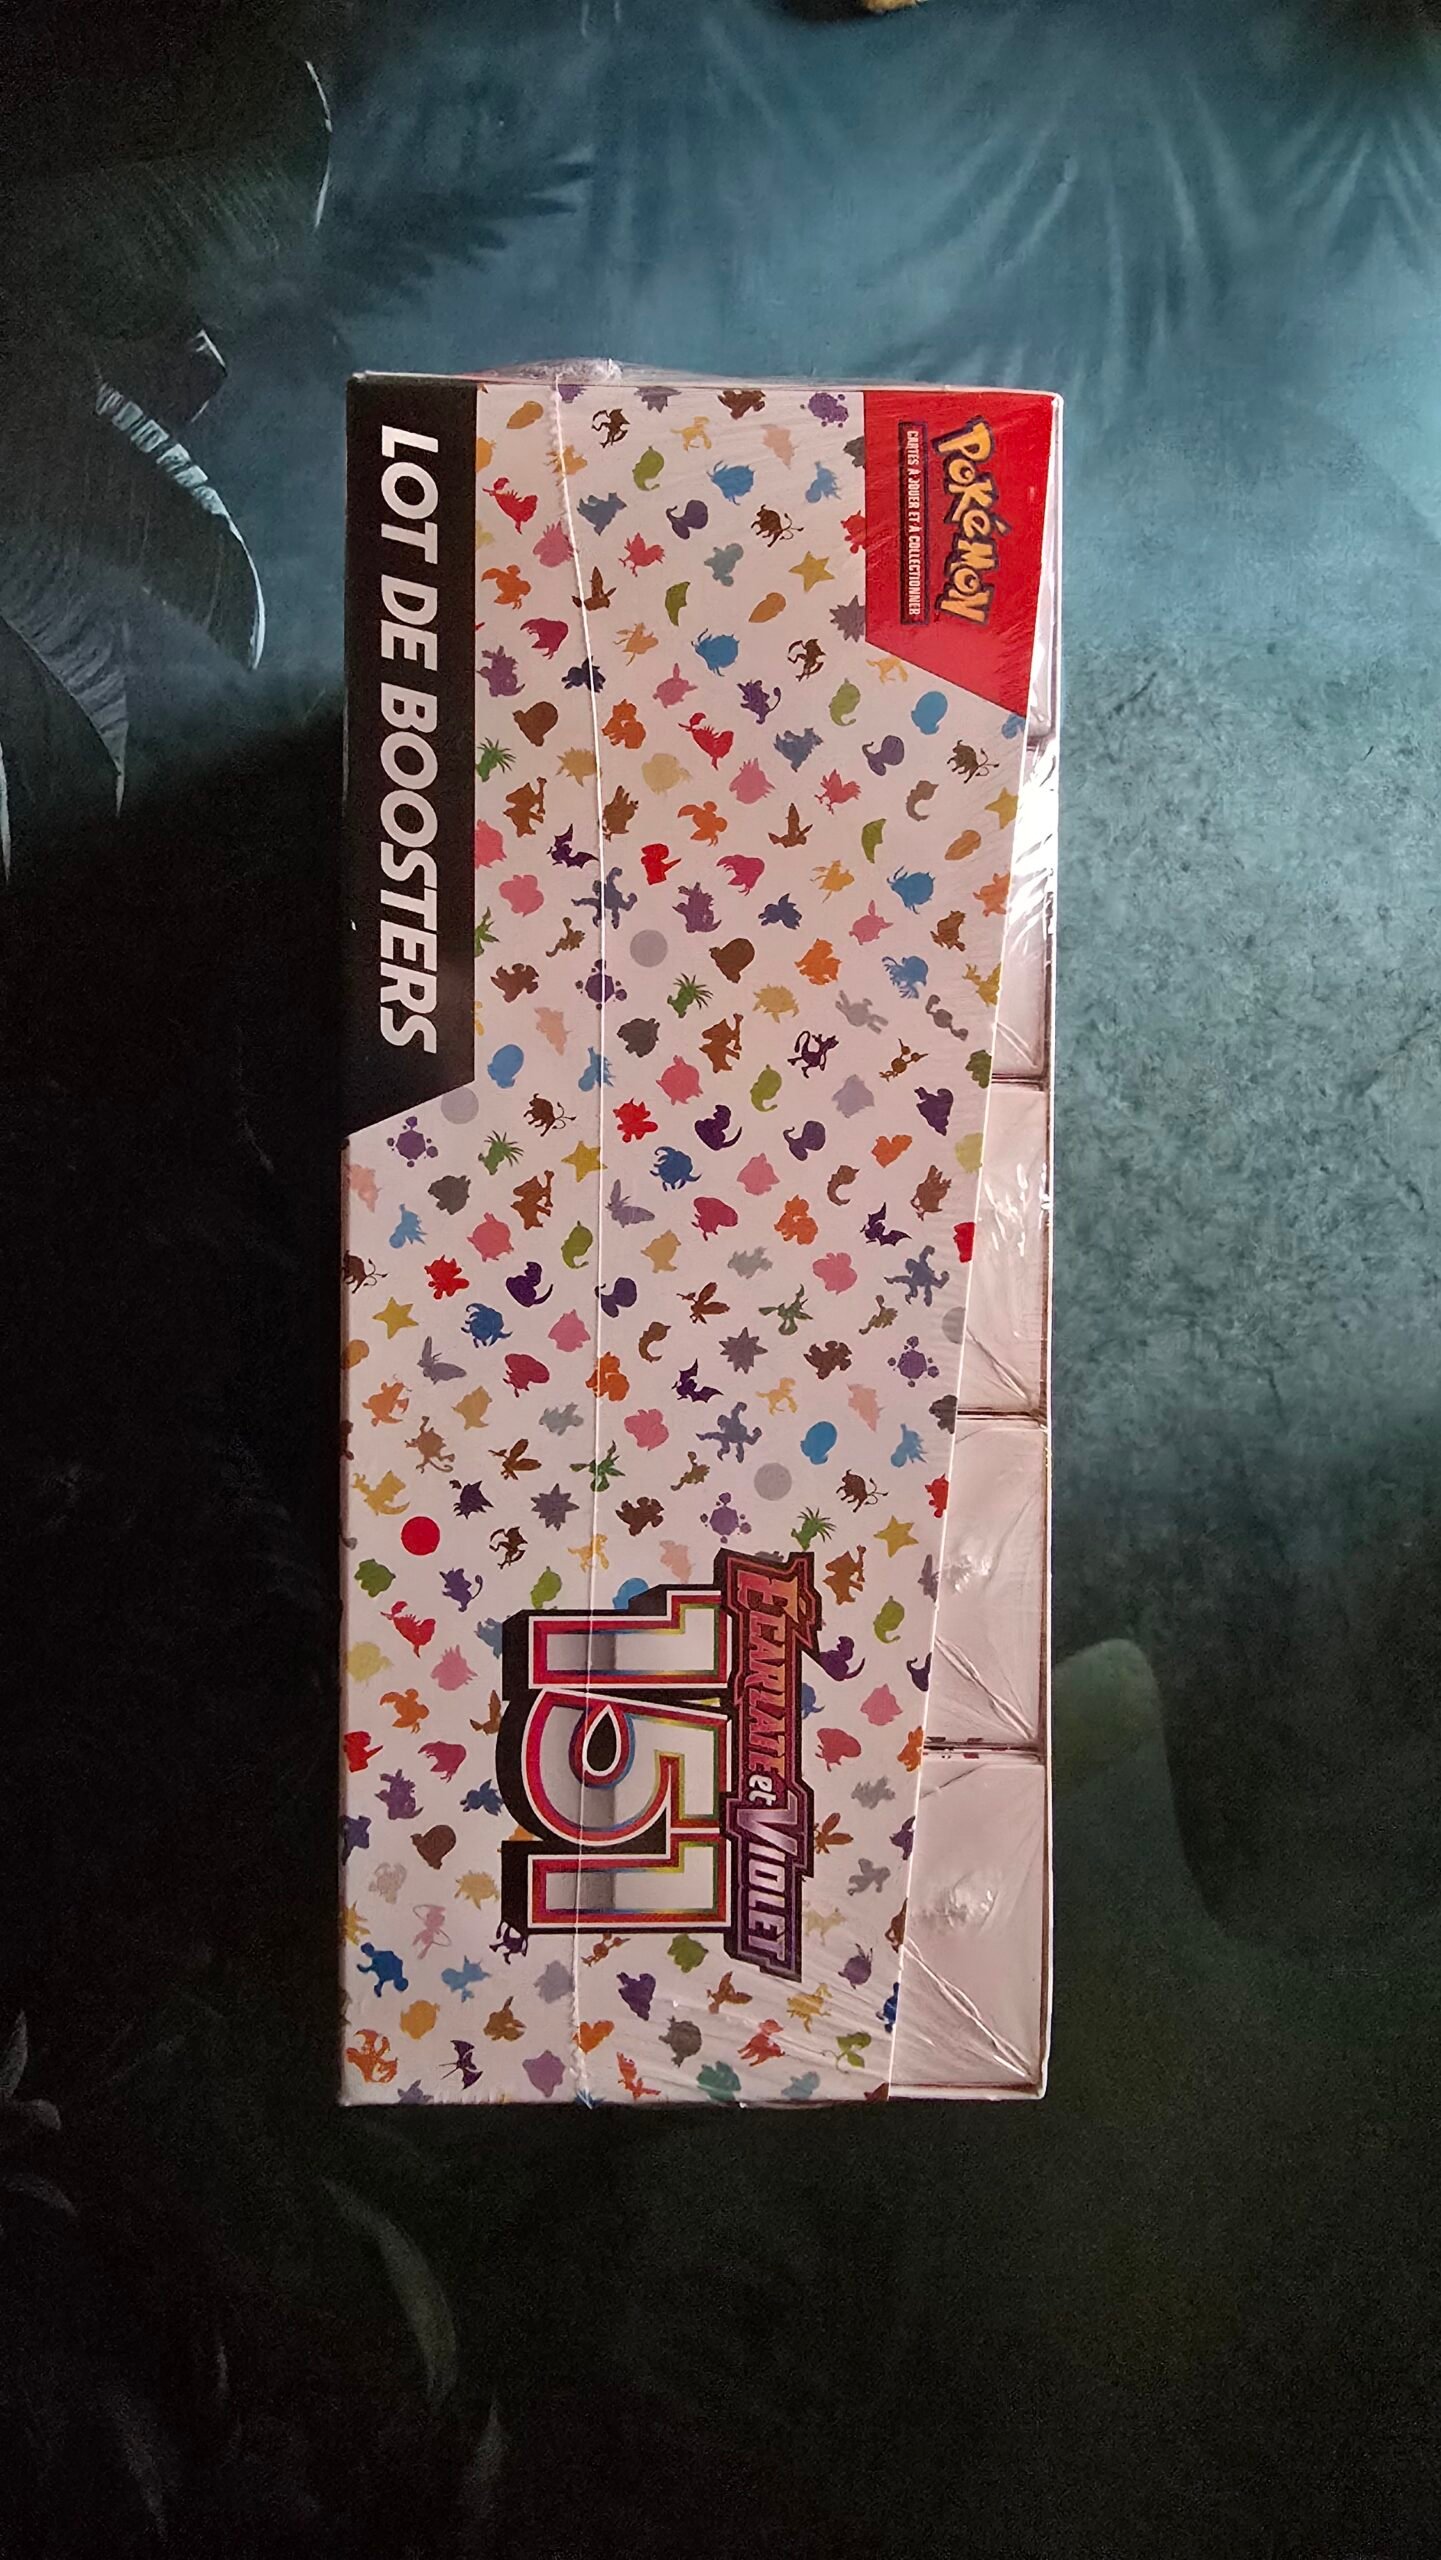 POKÉMON
CARTES À JOUER ET À COLLECTIONNER
LOT DE BOOSTERS
ÉCARLATE et VIOLET
151